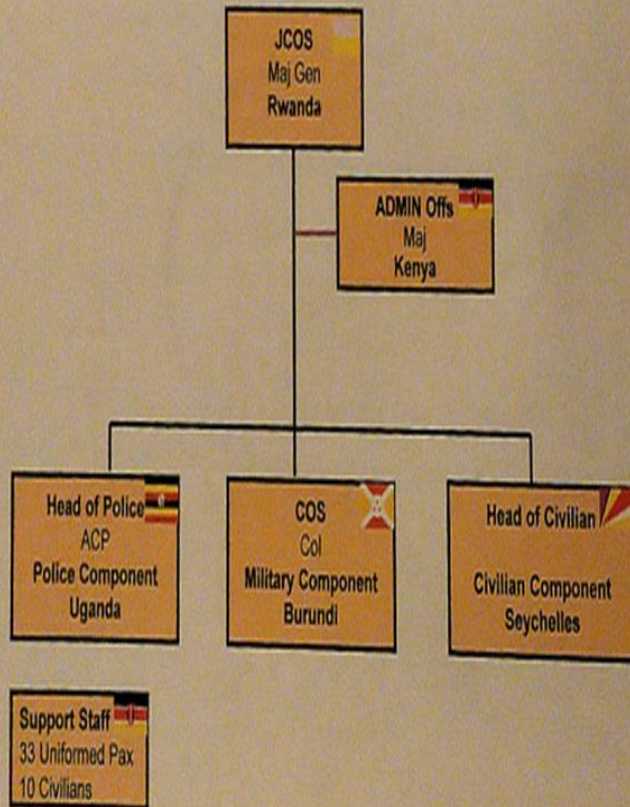 JCOS
Maj Gen
Rwanda
ADMIN Offs
Maj
Kenya
Head of Police
ACP
Police Component
Uganda
COS
Col
Military Component
Burundi
Head of Civilian
Civilian Component
Seychelles
Support Staff
33 Uniformed Pax
10 Civilians